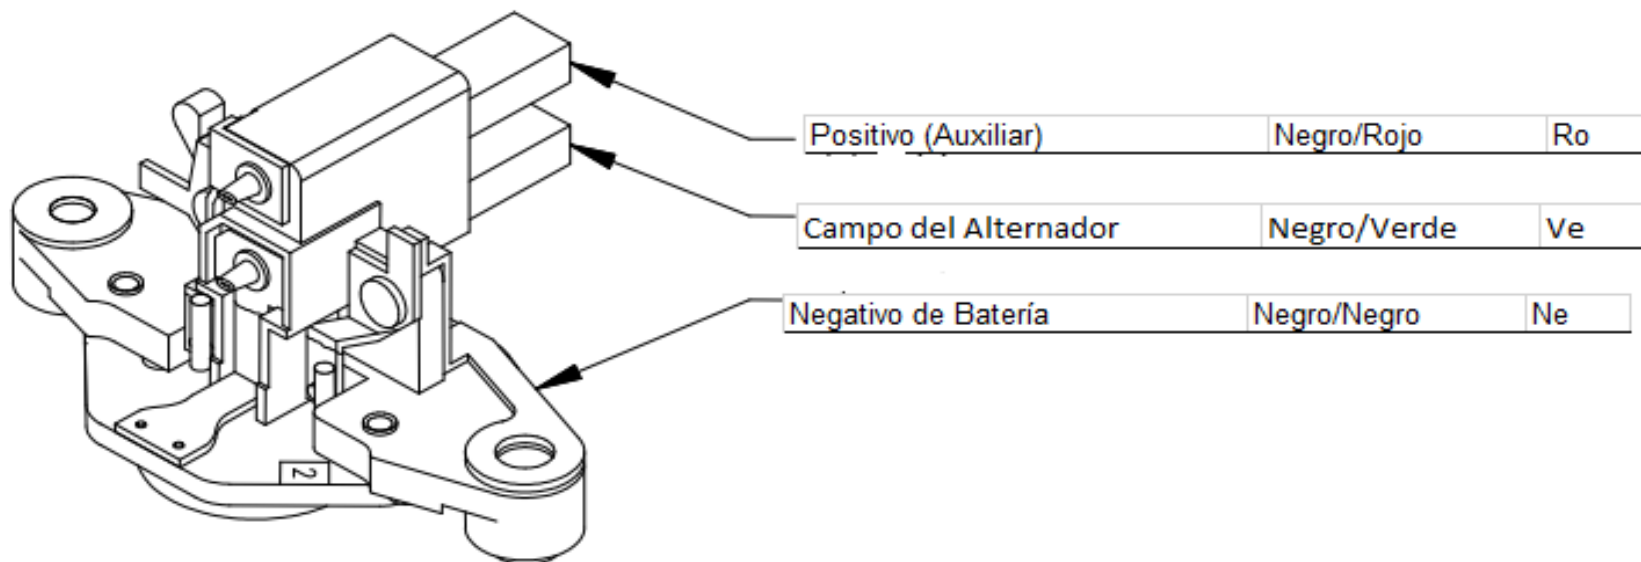 Positivo (Auxiliar) Negro/Rojo Ro
Campo del Alternador Negro/Verde Ve
Negativo de Batería Negro/Negro Ne
2